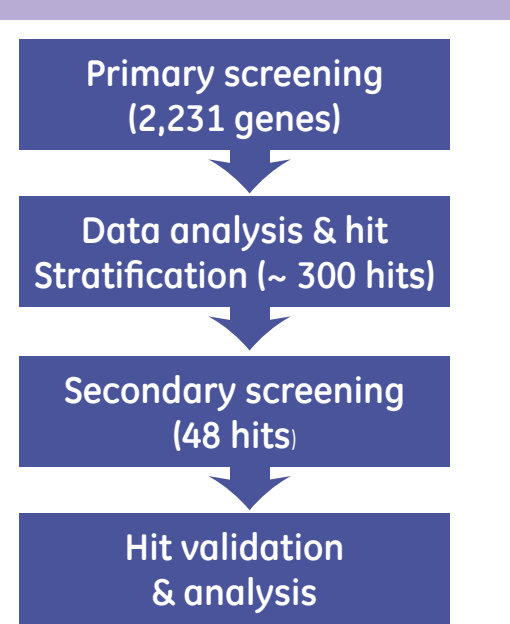 Primary screening
(2,231 genes)
Data analysis & hit
Stratification (~ 300 hits)
Secondary screening
(48 hits)
Hit validation
& analysis